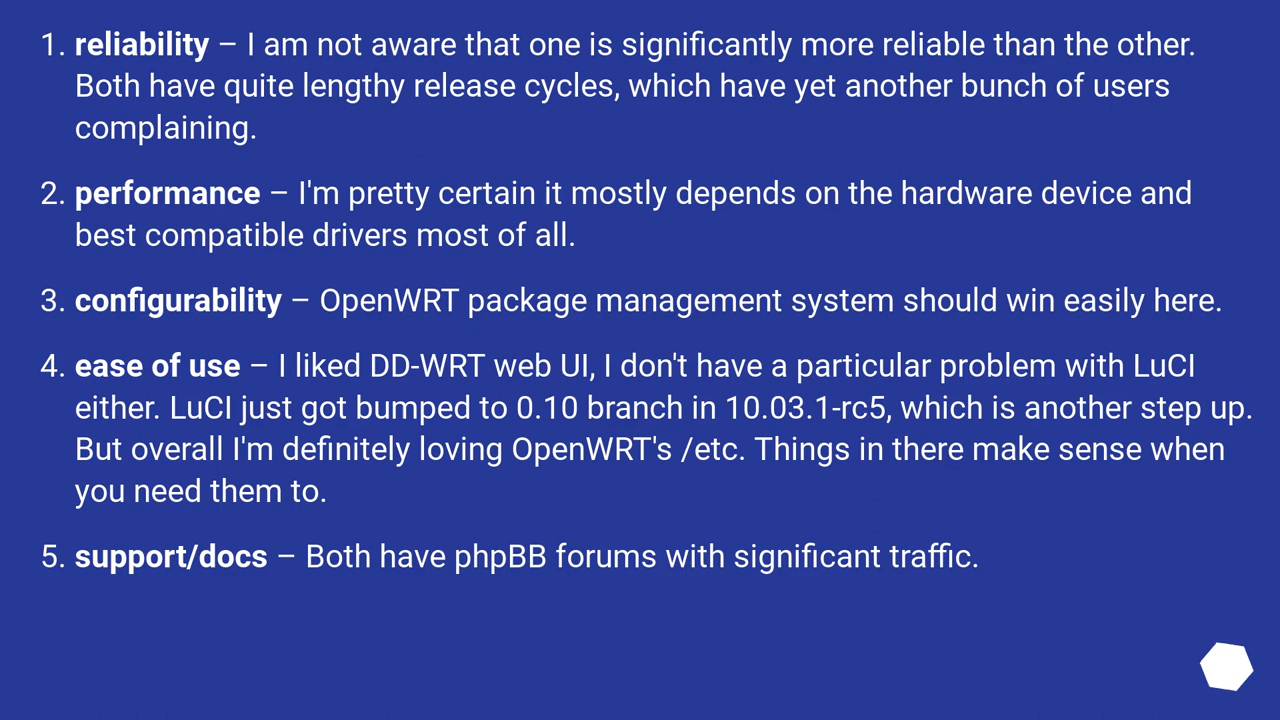 1. reliability – I am not aware that one is significantly more reliable than the other.
Both have quite lengthy release cycles, which have yet another bunch of users
complaining.
2. performance – I'm pretty certain it mostly depends on the hardware device and
best compatible drivers most of all.
3. configurability – OpenWRT package management system should win easily here.
4. ease of use – I liked DD-WRT web UI, I don't have a particular problem with LuCI
either. LuCI just got bumped to 0.10 branch in 10.03.1-rc5, which is another step up.
But overall I'm definitely loving OpenWRT's /etc. Things in there make sense when
you need them to.
5. support/docs – Both have phpBB forums with significant traffic.